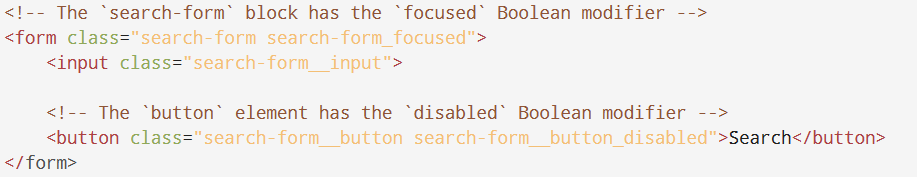 <!-- The `search-form` block has the `focused` Boolean modifier -->
<form class="search-form search-form_focused">
    <input class="search-form__input">

    <!-- The `button` element has the `disabled` Boolean modifier -->
    <button class="search-form__button search-form__button_disabled">Search</button>
</form>